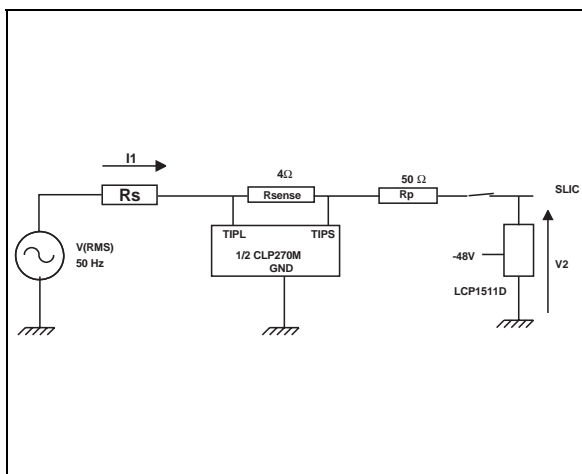 I1
Rs
4Ω
Rsense
50 Ω
Rp
SLIC
TIPL
TIPS
1/2 CLP270M
GND
V(RMS)
50 Hz
-48V
V2
LCP1511D